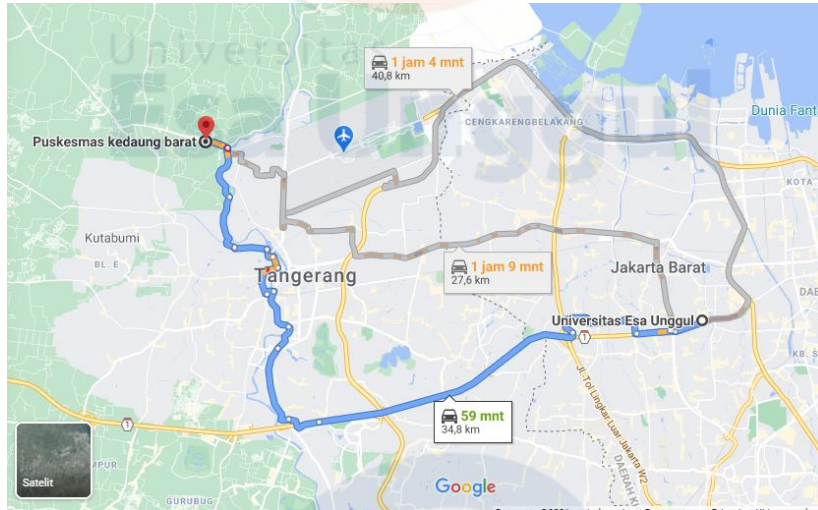 Universitas
Esa Unggul
1 jam 4 mnt
40,8 km
Dunia Fant
CENGKARENGBELAKANG
Puskesmas kedaung barat
KOTA
Kutabumi
BL. E
Tangerang
1 jam 9 mnt
27,6 km
Jakarta Barat
DAE
Universitas Esa Unggul
1
KB. S
Jl. Tol Lingkar Luar Jakarta W2
59 mnt
34,8 km
1
DAERAH KI
Satelit
MPUR
GURUBUG
Google